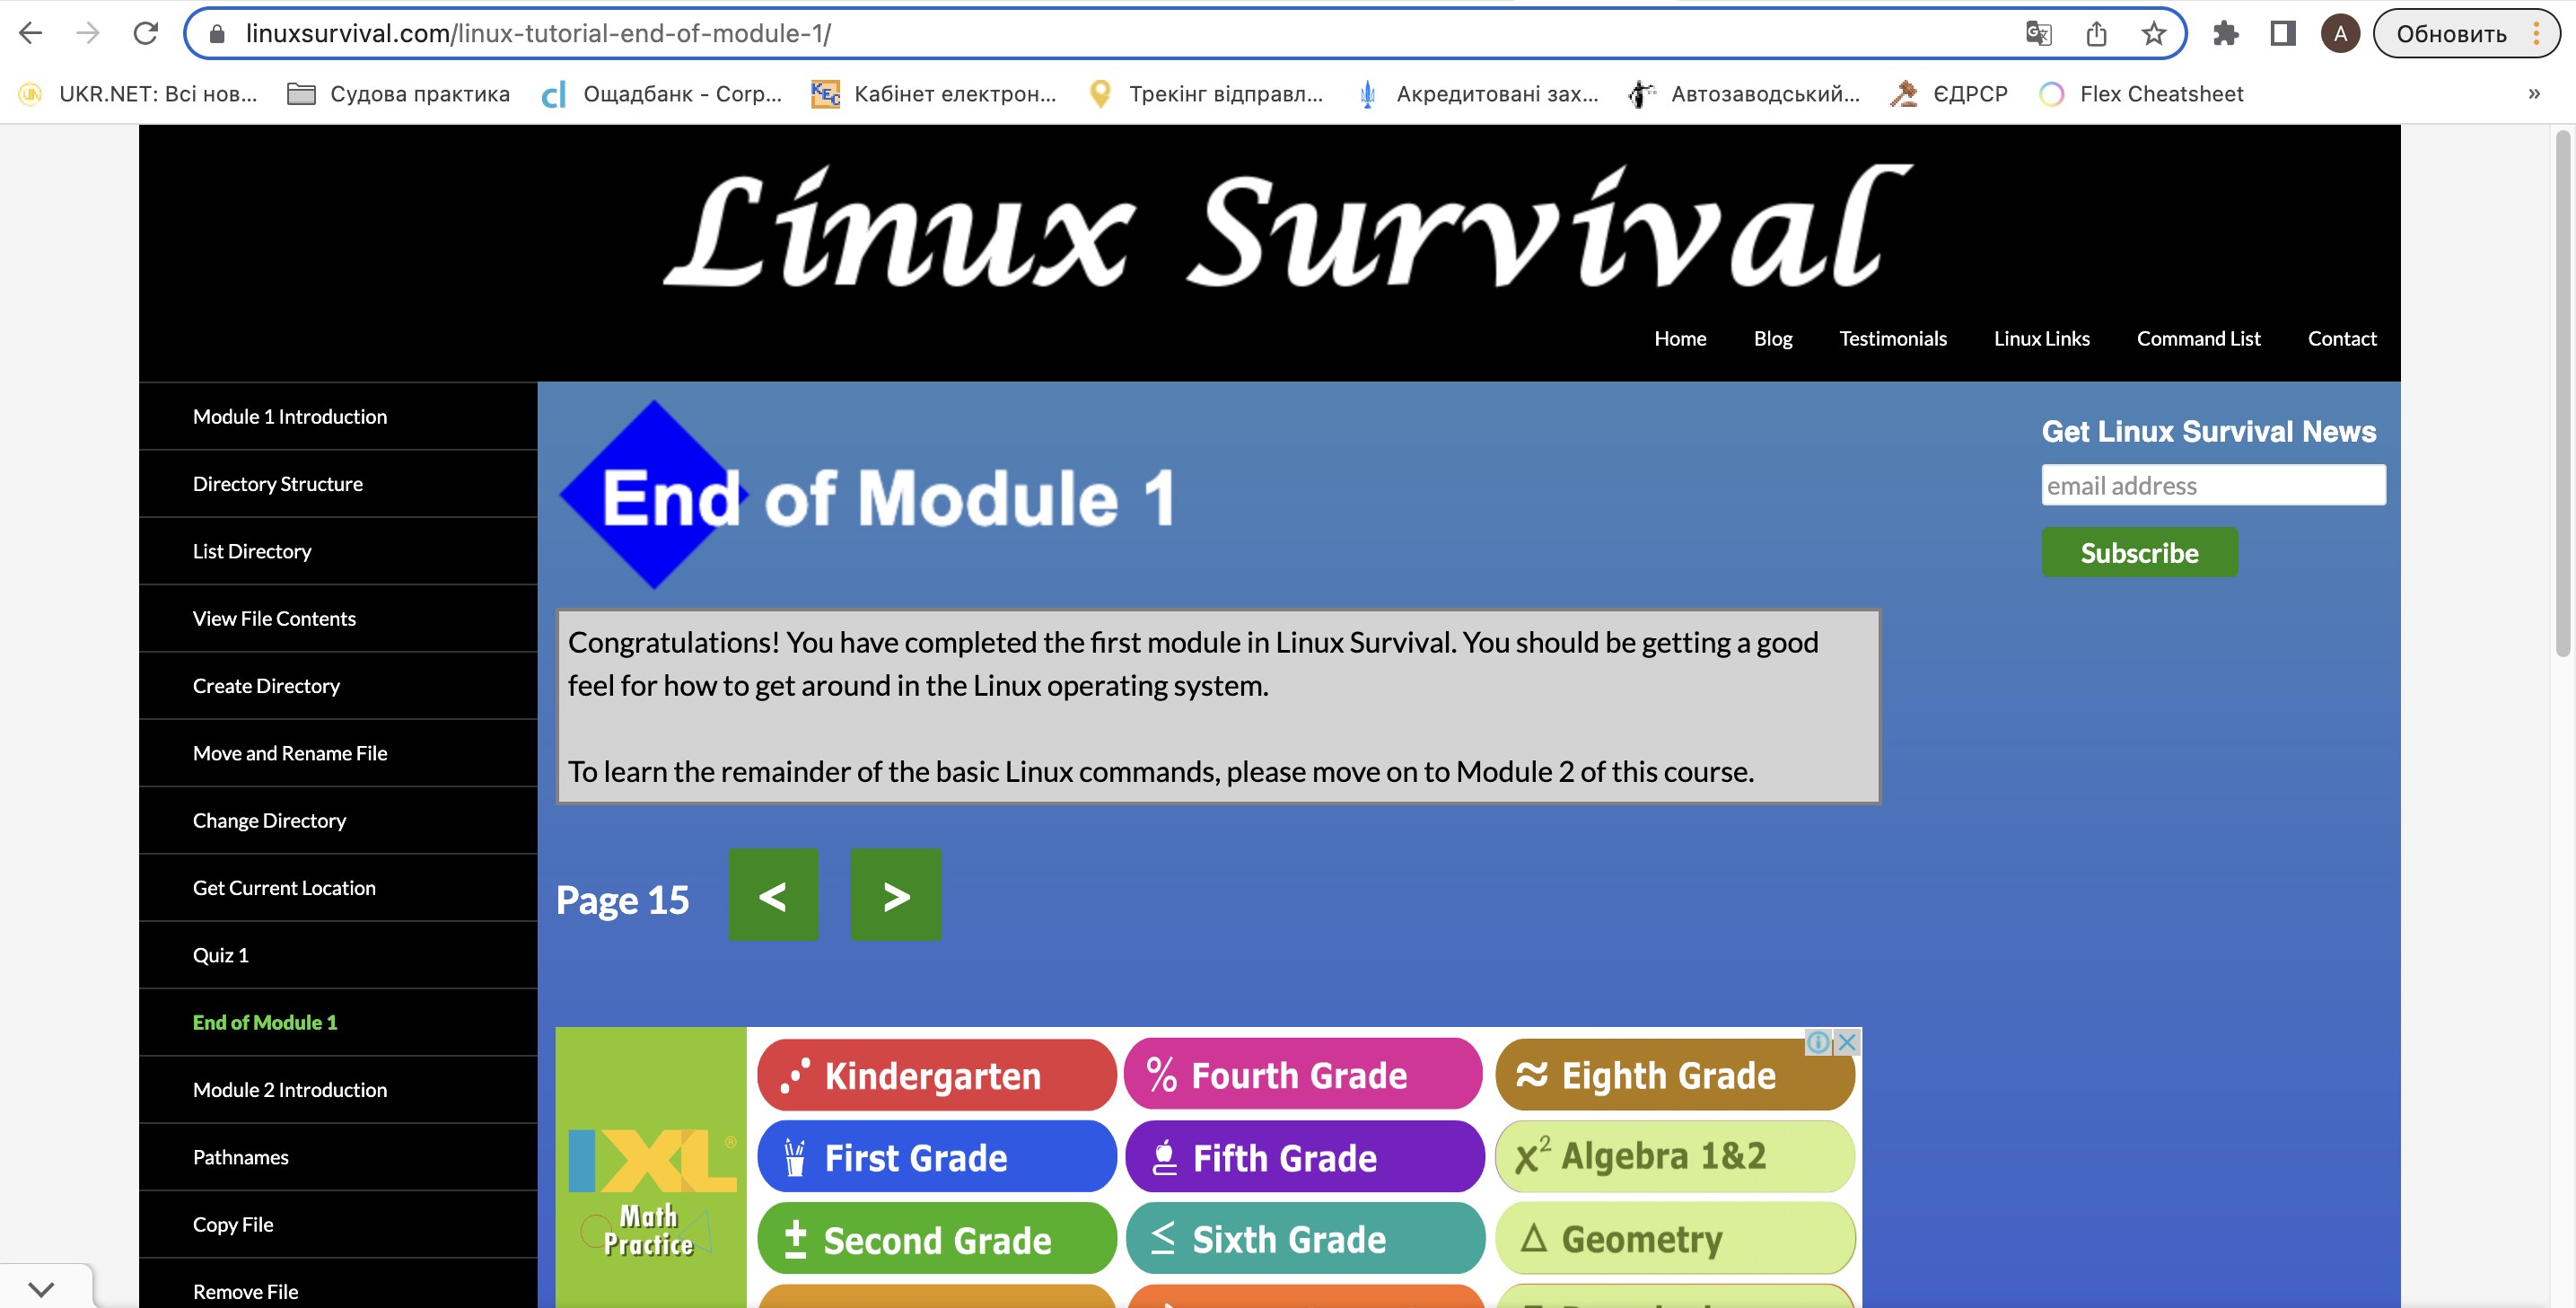 linuxsurvival.com/linux-tutorial-end-of-module-1/
A
Обновить
UKR.NET: Всі нов...
Судова практика
Ощадбанк - Corp...
Кабінет електрон...
Трекінг відправл...
Акредитовані зах...
Автозаводський...
ЄДРСР
Flex Cheatsheet
»
Linux Survival
Home
Blog
Testimonials
Linux Links
Command List
Contact
Module 1 Introduction
Directory Structure
List Directory
View File Contents
Create Directory
Move and Rename File
Change Directory
Get Current Location
Quiz 1
End of Module 1
Module 2 Introduction
Pathnames
Copy File
Remove File
End of Module 1
Congratulations! You have completed the first module in Linux Survival. You should be getting a good
feel for how to get around in the Linux operating system.
To learn the remainder of the basic Linux commands, please move on to Module 2 of this course.
Page 15
<
>
Get Linux Survival News
email address
Subscribe
IXL®
Math
Practice
Kindergarten
% Fourth Grade
≈ Eighth Grade
First Grade
Fifth Grade
x² Algebra 1&2
± Second Grade
≤ Sixth Grade
Δ Geometry